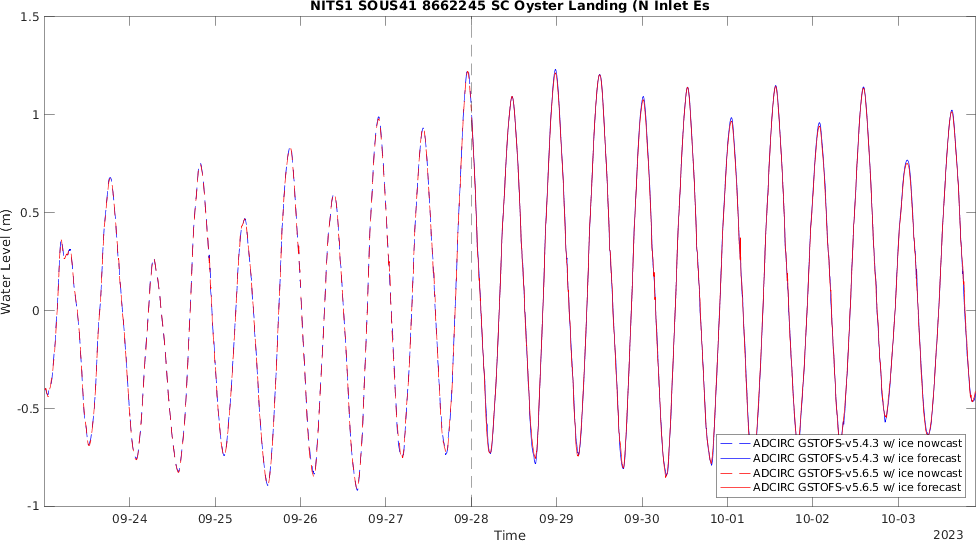 NITS1 SOUS41 8662245 SC Oyster Landing (N Inlet Es
1.5
1
0.5
0
-0.5
-1
Water Level (m)
ADCIRC GSTOFS-v5.4.3 w/ ice nowcast
ADCIRC GSTOFS-v5.4.3 w/ ice forecast
ADCIRC GSTOFS-v5.6.5 w/ ice nowcast
ADCIRC GSTOFS-v5.6.5 w/ ice forecast
09-24 09-25 09-26 09-27 09-28 09-29 09-30 10-01 10-02 10-03
Time
2023